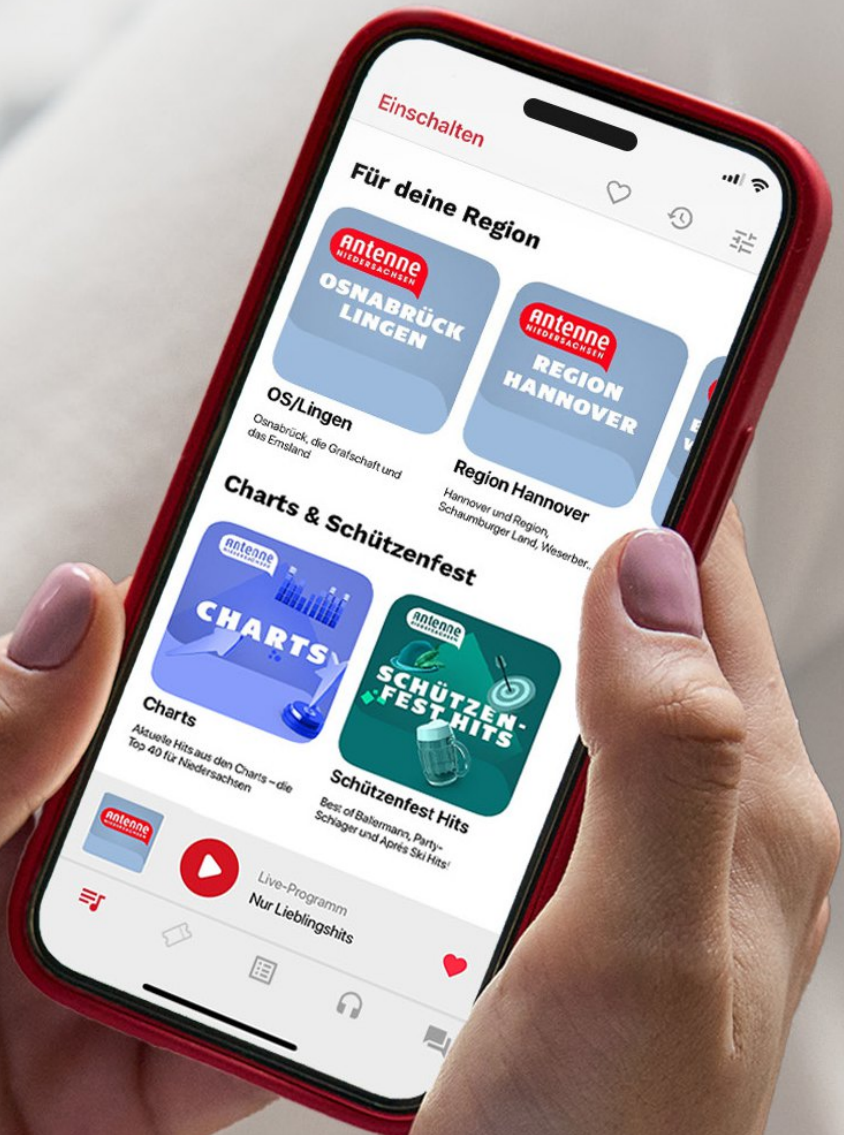 Einschalten
Für deine Region
Antenne
NIEDERSACHSEN
OSNABRÜCK
LINGEN
Antenne
NIEDERSACHSEN
REGION
HANNOVER
OS/Lingen
Osnabrück, die Grafschaft und
das Emsland
Region Hannover
Hannover und Region,
Schaumburger Land, Weserber...
Charts & Schützenfest
Antenne
NIEDERSACHSEN
CHARTS
Antenne
NIEDERSACHSEN
SCHÜTZEN-
FEST HITS
Charts
Aktuelle Hits aus den Charts – die
Top 40 für Niedersachsen
Schützenfest Hits
Best of Ballermann, Party-
Schlager und Après Ski Hits!
Antenne
NIEDERSACHSEN
Live-Programm
Nur Lieblingshits